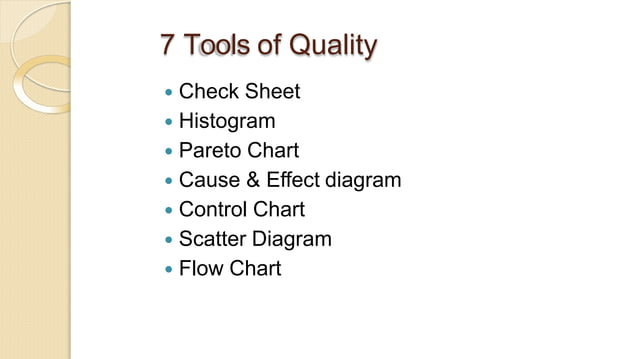 7 Tools of Quality
• Check Sheet
• Histogram
• Pareto Chart
• Cause & Effect diagram
• Control Chart
• Scatter Diagram
• Flow Chart